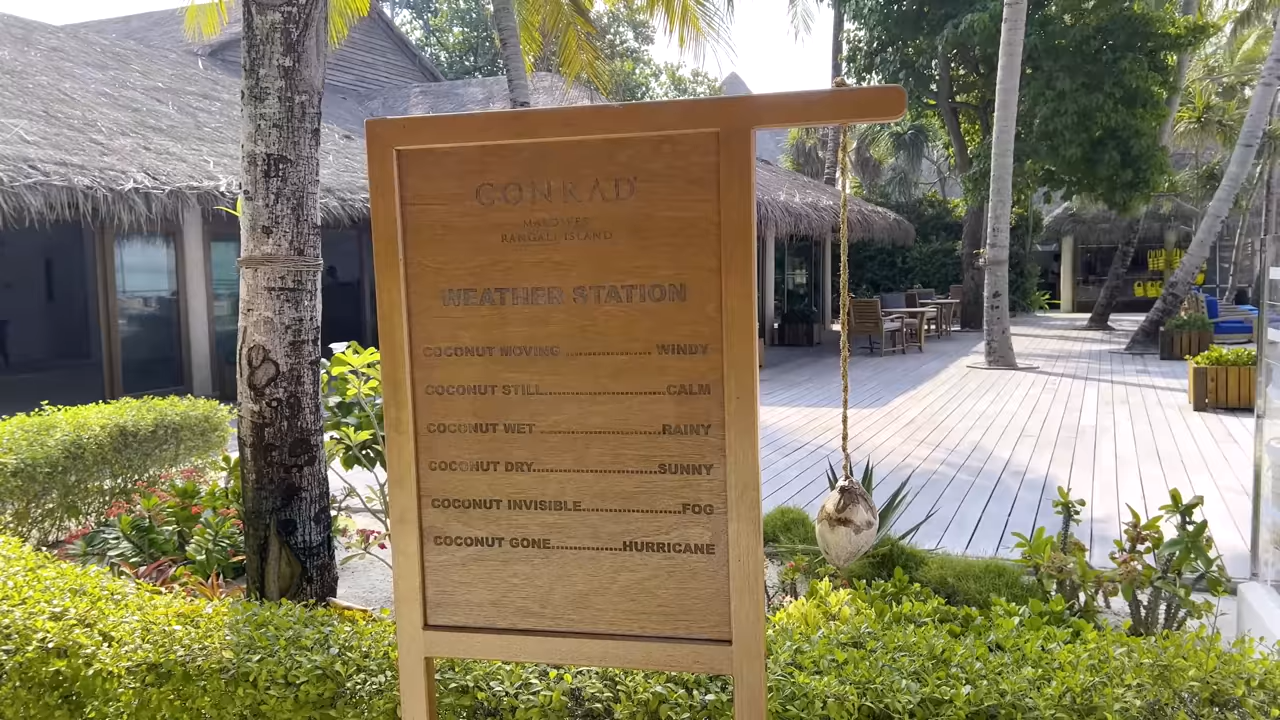 CONRAD
MALDIVES
RANGALI ISLAND
WEATHER STATION
COCONUT MOVING ..................... WINDY
COCONUT STILL..............................CALM
COCONUT WET ..............................RAINY
COCONUT DRY..............................SUNNY
COCONUT INVISIBLE........................FOG
COCONUT GONE.................HURRICANE